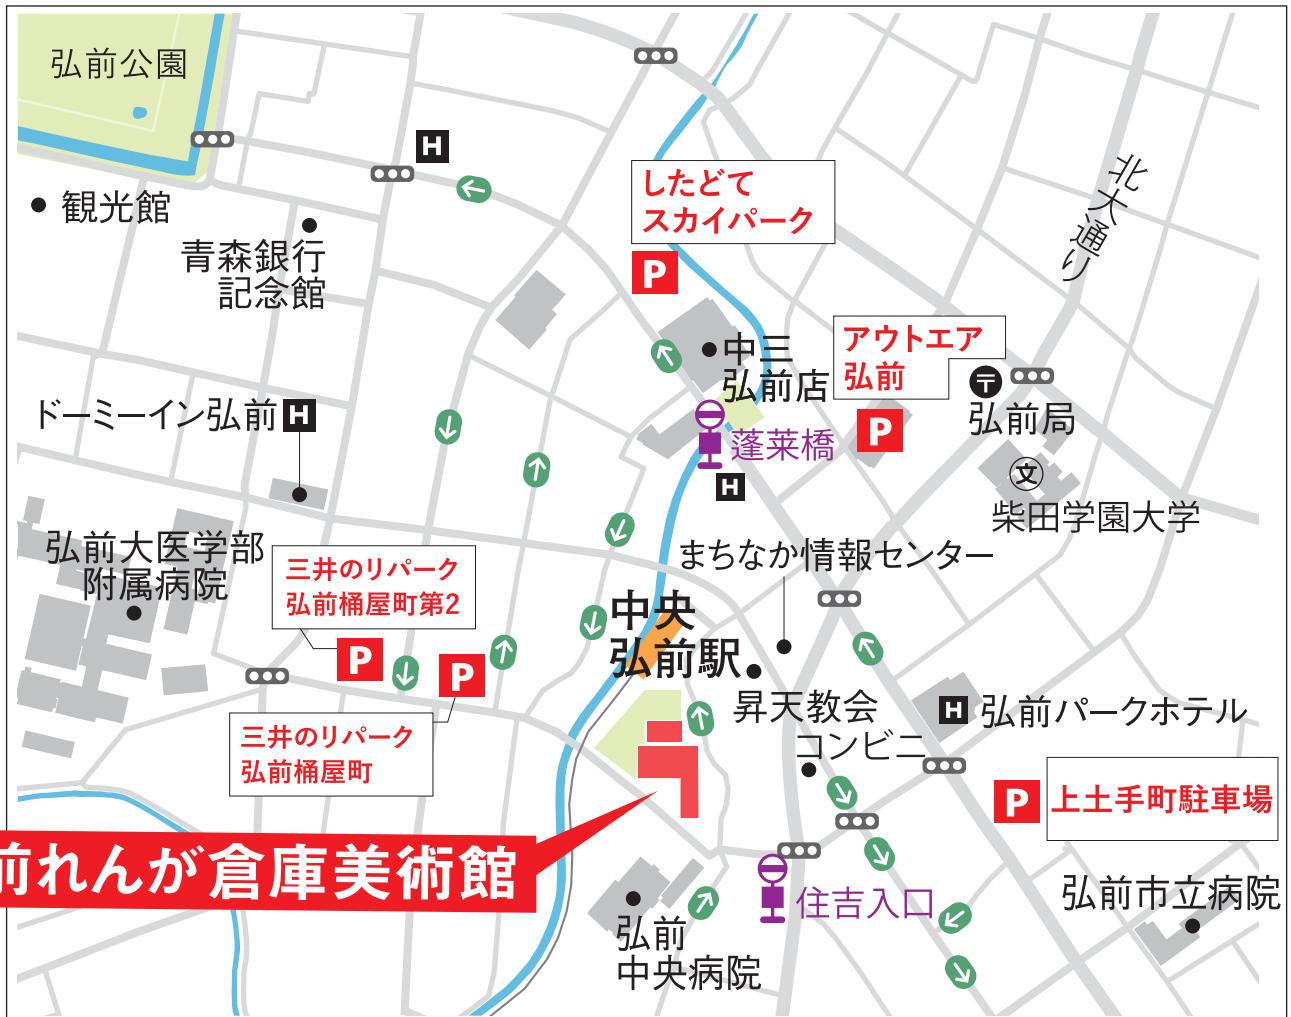 弘前公園
観光館
青森銀行
記念館
H
したどて
スカイパーク
P
北大通り
中三
弘前店
アウトエア
弘前
P
〒
弘前局
文
柴田学園大学
ドーミーイン弘前
H
蓬莱橋
H
弘前大医学部
附属病院
三井のリパーク
弘前桶屋町第2
P
P
三井のリパーク
弘前桶屋町
まちなか情報センター
中央
弘前駅
昇天教会
コンビニ
H
弘前パークホテル
P
上土手町駐車場
前れんが倉庫美術館
住吉入口
弘前
中央病院
弘前市立病院